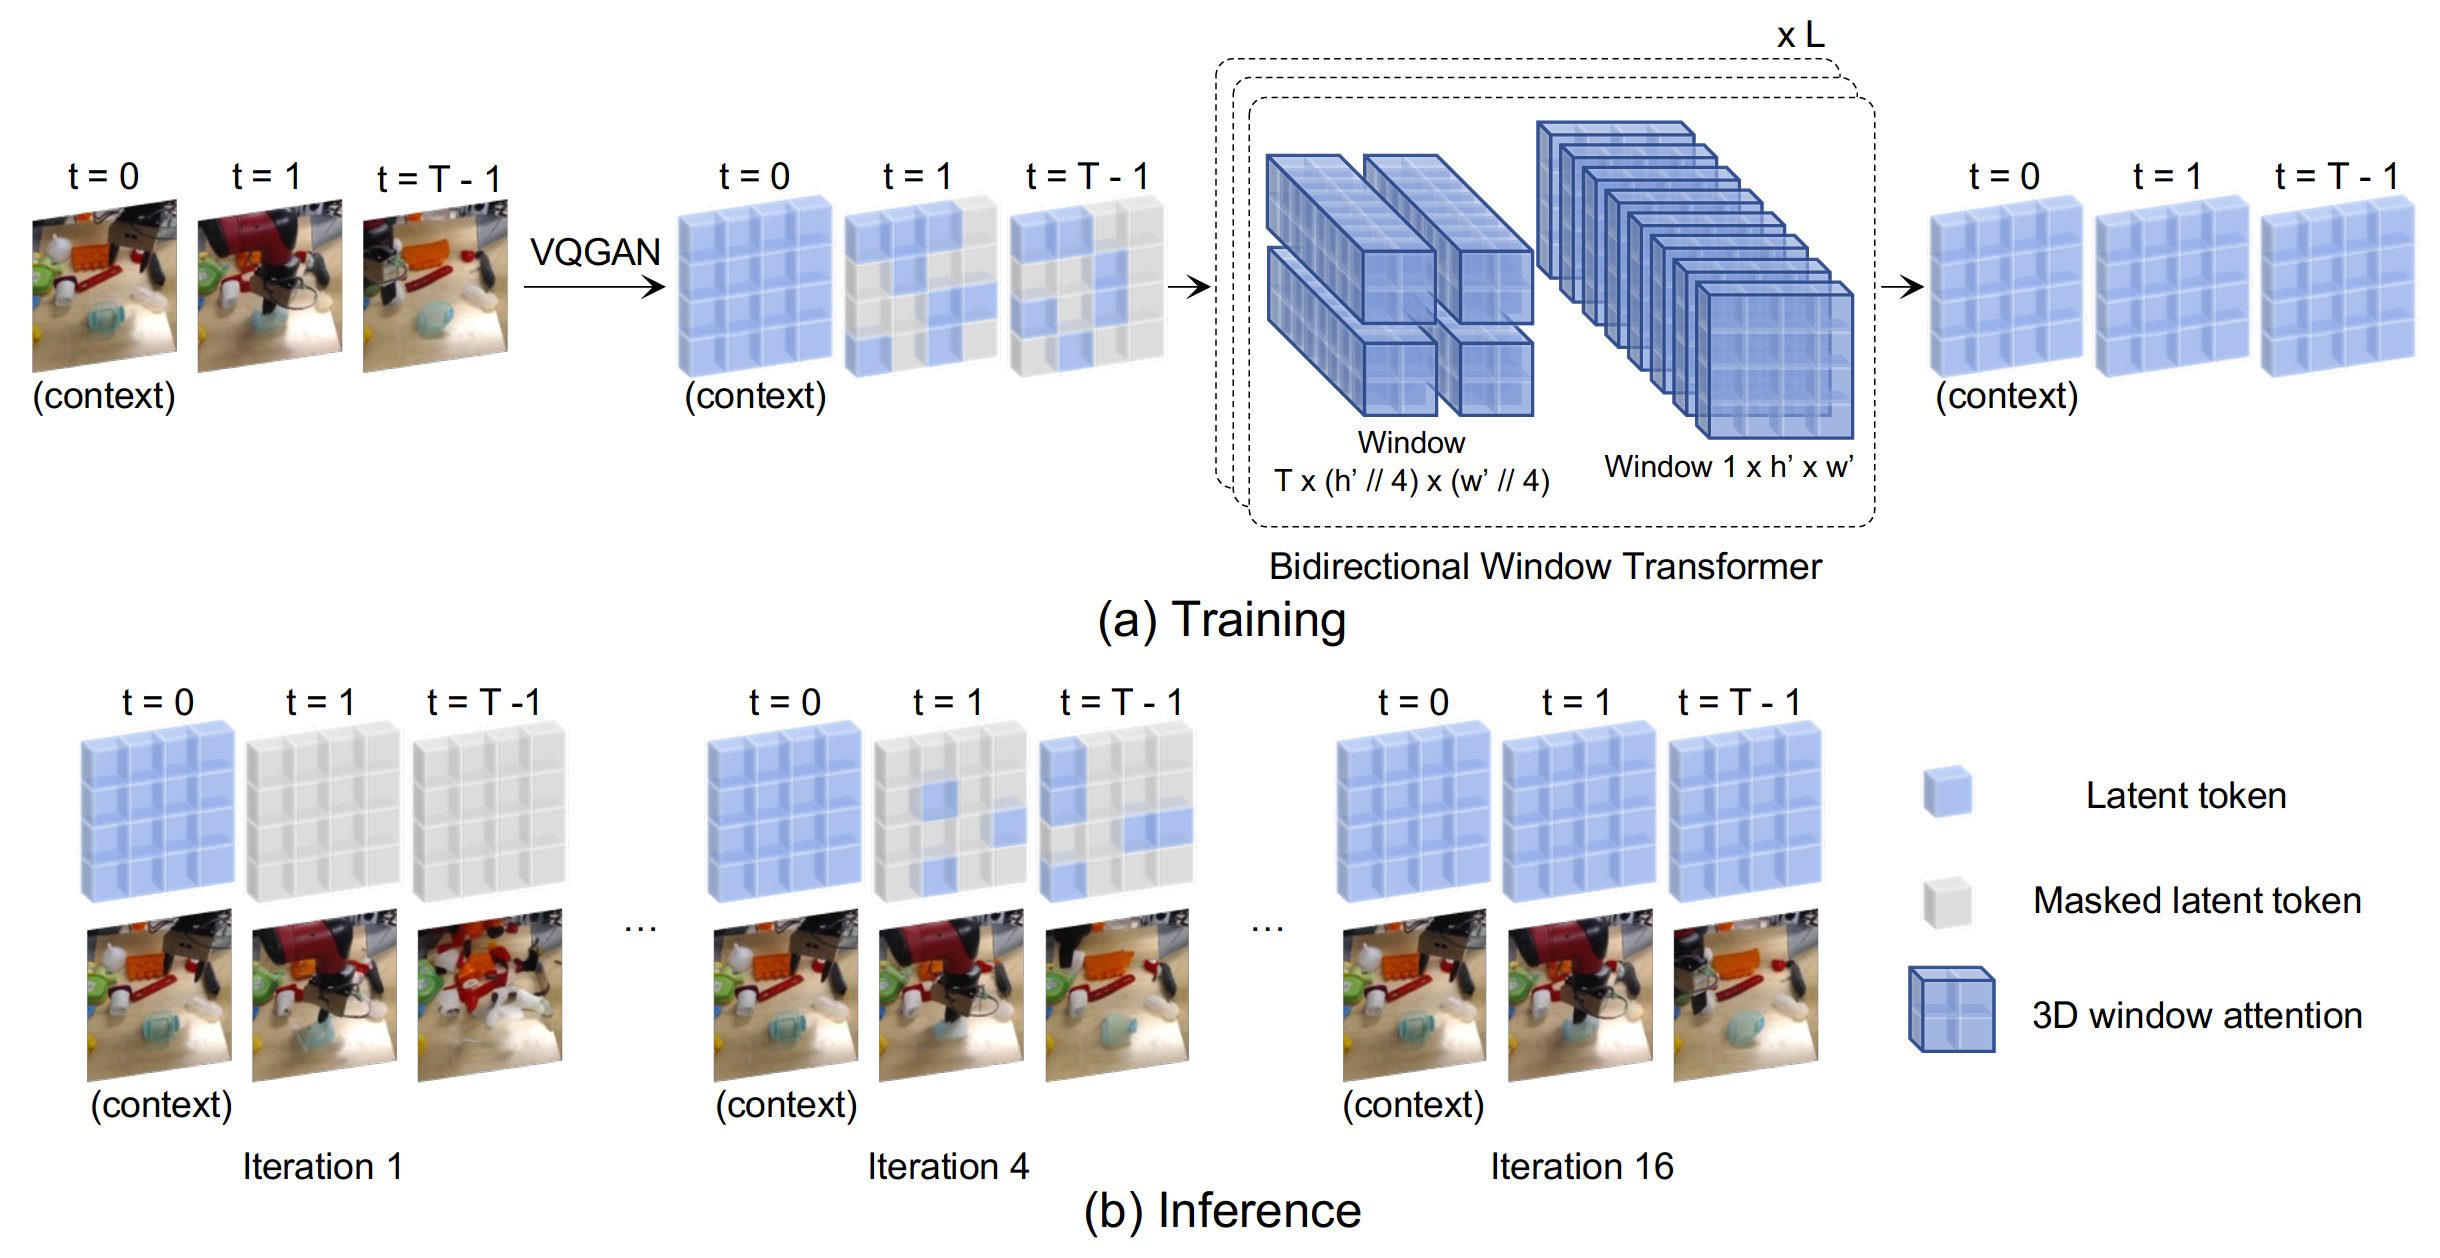 x L
t = 0
t = 1
t = T - 1
VQGAN
t = 0
t = 1
t = T - 1
t = 0
t = 1
t = T - 1
(context)
(context)
(context)
Window
T x (h’ // 4) x (w’ // 4)
Window 1 x h’ x w’
Bidirectional Window Transformer
(a) Training
t = 0
t = 1
t = T -1
t = 0
t = 1
t = T - 1
t = 0
t = 1
t = T - 1
Latent token
Masked latent token
3D window attention
...
...
(context)
(context)
(context)
Iteration 1
Iteration 4
Iteration 16
(b) Inference